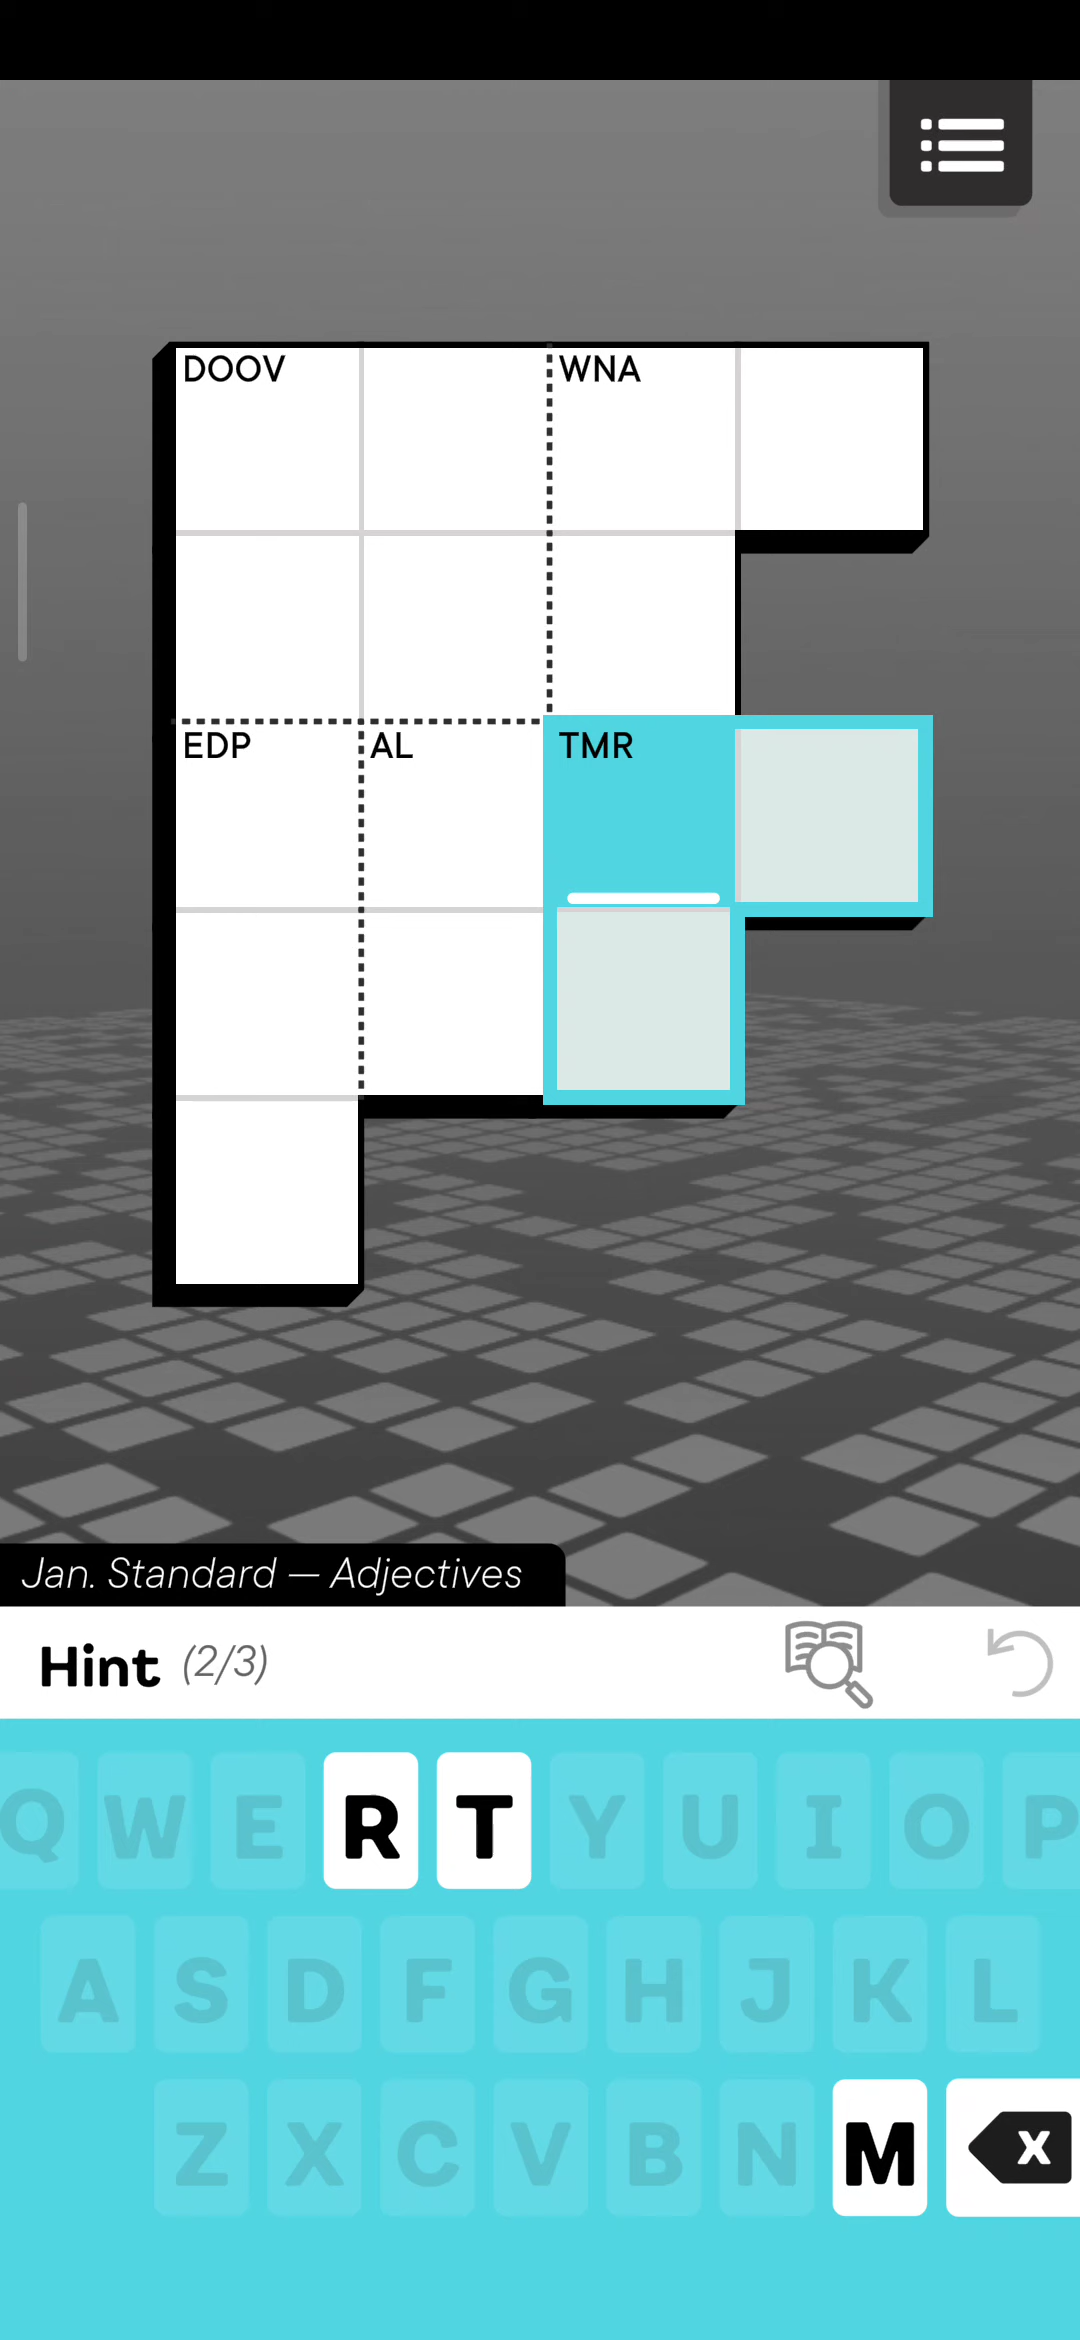 DOOV WNA
EDP AL TMR
Jan. Standard — Adjectives
Hint (2/3)
Q W E R T Y U I O P
A S D F G H J K L
Z X C V B N M X